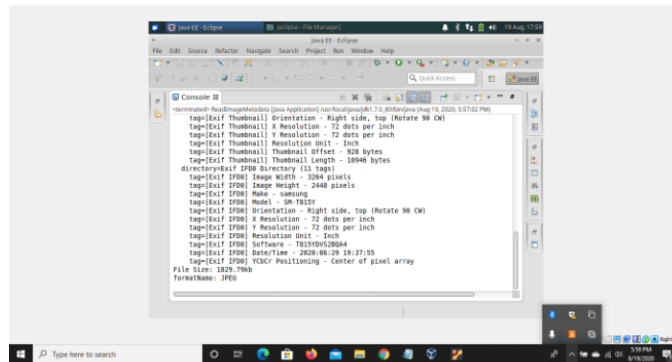 Java EE - Eclipse
[eclipse - File Manager]
19 Aug, 17:59
Java EE - Eclipse
File Edit Source Refactor Navigate Search Project Run Window Help
Quick Access
Java EE
Console
<terminated> ReadImageMetadata [Java Application] /usr/local/java/jdk1.7.0_80/bin/java (Aug 19, 2020, 5:57:02 PM)
tag=[Exif Thumbnail] Orientation - Right side, top (Rotate 90 CW)
tag=[Exif Thumbnail] X Resolution - 72 dots per inch
tag=[Exif Thumbnail] Y Resolution - 72 dots per inch
tag=[Exif Thumbnail] Resolution Unit - Inch
tag=[Exif Thumbnail] Thumbnail Offset - 928 bytes
tag=[Exif Thumbnail] Thumbnail Length - 10946 bytes
directory=Exif IFD0 Directory (11 tags)
tag=[Exif IFD0] Image Width - 3264 pixels
tag=[Exif IFD0] Image Height - 2448 pixels
tag=[Exif IFD0] Make - samsung
tag=[Exif IFD0] Model - SM-T815Y
tag=[Exif IFD0] Orientation - Right side, top (Rotate 90 CW)
tag=[Exif IFD0] X Resolution - 72 dots per inch
tag=[Exif IFD0] Y Resolution - 72 dots per inch
tag=[Exif IFD0] Resolution Unit - Inch
tag=[Exif IFD0] Software - T815YDVS2BQA4
tag=[Exif IFD0] Date/Time - 2020:06:29 19:37:55
tag=[Exif IFD0] YCbCr Positioning - Center of pixel array
File Size: 1829.79kb
formatName: JPEG
Type here to search
5:59 PM
8/19/2020